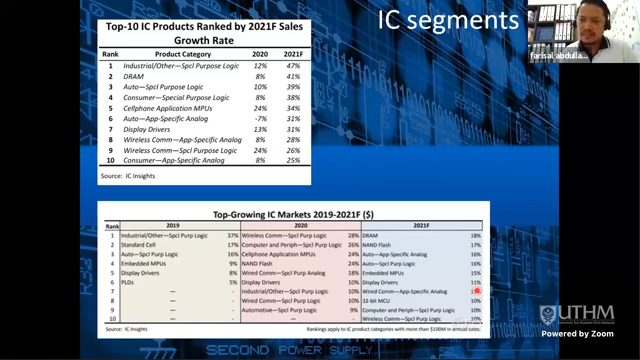 IC segments
Top-10 IC Products Ranked by 2021F Sales
Growth Rate
Rank Product Category 2020 2021F
1 Industrial/Other—Spcl Purpose Logic 12% 47%
2 DRAM 8% 41%
3 Auto—Spcl Purpose Logic 10% 39%
4 Consumer—Special Purpose Logic 8% 38%
5 Cellphone Application MPUs 24% 34%
6 Auto—App-Specific Analog -7% 31%
7 Display Drivers 13% 31%
8 Wireless Comm—App-Specific Analog 8% 28%
9 Wireless Comm—Spcl Purpose Logic 24% 26%
10 Consumer—App-Specific Analog 8% 25%
Source: IC Insights
farisal abdulla
Top-Growing IC Markets 2019-2021F ($)
Rank 2019 2020 2021F
1 Industrial/Other—Spcl Purp Logic 37% Wireless Comm—Spcl Purp Logic 28% DRAM 18%
2 Standard Cell 17% Computer and Periph—Spcl Purp Logic 26% NAND Flash 17%
3 Auto—Spcl Purp Logic 16% Cellphone Application MPUs 24% Auto—App-Specific Analog 16%
4 Embedded MPUs 9% NAND Flash 24% Auto—Spcl Purp Logic 16%
5 Display Drivers 8% Wired Comm—App-Specific Analog 18% Embedded MPUs 15%
6 PLDs 5% Display Drivers 10% Display Drivers 11%
7 — - Industrial/Other—Spcl Purp Logic 10% Wired Comm—App-Specific Analog
8 — - Wired Comm—Spcl Purp Logic 10% 32-bit MCU 10%
9 — - Automotive—Spcl Purp Logic 9% Computer and Periph—Spcl Purp Logic 10%
10 — - — - Wireless Comm—Spcl Purp Logic 10%
Source: IC Insights Rankings apply to IC product categories with more than $100M in annual sales.
UTHM
Powered by Zoom
SECOND POWER SUPPLY